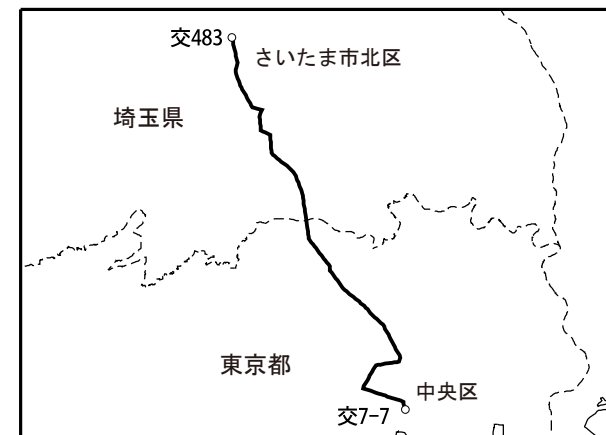 交483
さいたま市北区
埼玉県
東京都
中央区
交7-7